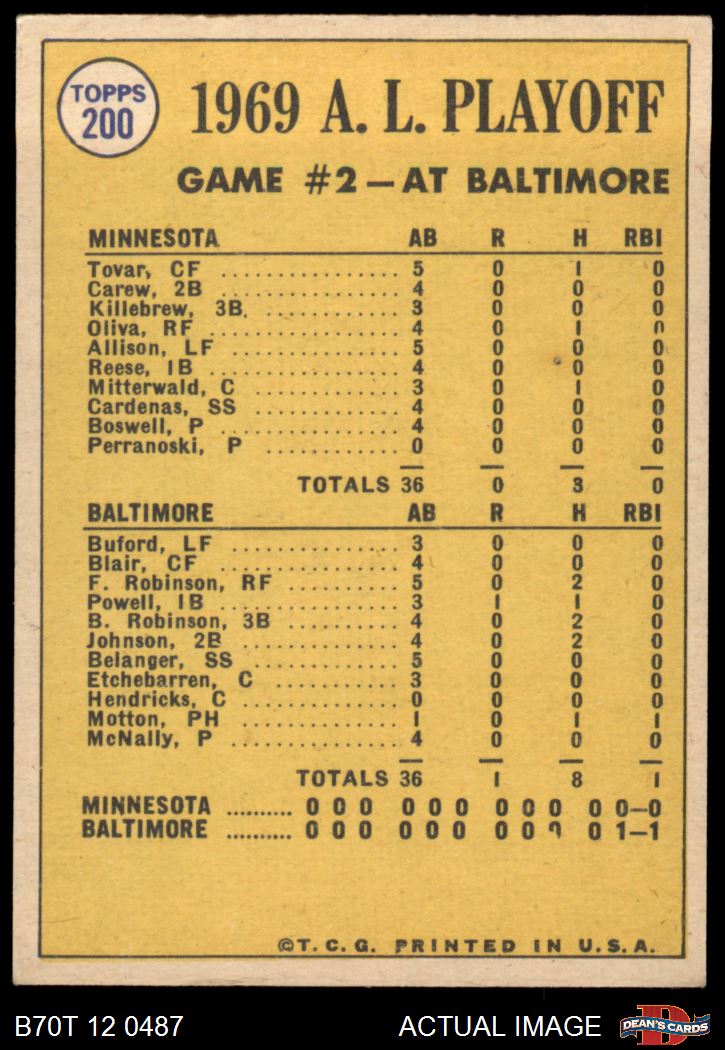 TOPPS
200
1969 A. L. PLAYOFF
GAME #2 — AT BALTIMORE
MINNESOTA AB R H RBI
Tovar, CF ................ 5 0 1 0
Carew, 2B ................ 4 0 0 0
Killebrew, 3B. ............ 3 0 0 0
Oliva, RF ................ 4 0 1 0
Allison, LF ............... 5 0 0 0
Reese, 1B ................ 4 0 0 0
Mitterwald, C ............. 3 0 1 0
Cardenas, SS ............. 4 0 0 0
Boswell, P ............... 4 0 0 0
Perranoski, P ............ 0 0 0 0
TOTALS 36 0 3 0
BALTIMORE AB R H RBI
Buford, LF ............... 3 0 0 0
Blair, CF ................ 4 0 0 0
F. Robinson, RF .......... 5 0 2 0
Powell, 1B ............... 3 1 1 0
B. Robinson, 3B .......... 4 0 2 0
Johnson, 2B .............. 4 0 2 0
Belanger, SS ............. 5 0 0 0
Etchebarren, C ........... 3 0 0 0
Hendricks, C ............. 0 0 0 0
Motton, PH .............. 1 0 1 1
McNally, P ............... 4 0 0 0
TOTALS 36 1 8 1
MINNESOTA .......... 0 0 0 0 0 0 0 0 0 0 0—0
BALTIMORE .......... 0 0 0 0 0 0 0 0 0 0 1—1
©T. C. G. PRINTED IN U. S. A.
B70T 12 0487 ACTUAL IMAGE DEAN'S CARDS